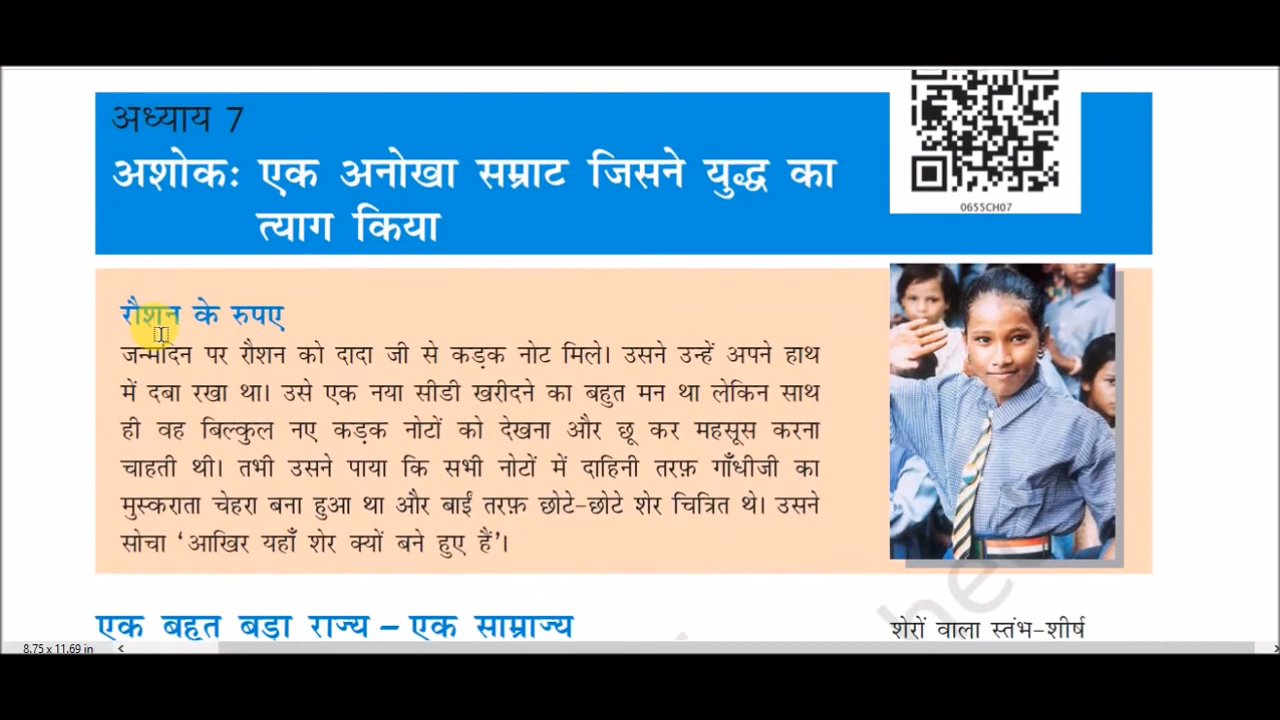 अध्याय 7
अशोक: एक अनोखा सम्राट जिसने युद्ध का
त्याग किया
0655CH07
रौशन के रुपए
जन्मदिन पर रौशन को दादा जी से कड़क नोट मिले। उसने उन्हें अपने हाथ
में दबा रखा था। उसे एक नया सीडी खरीदने का बहुत मन था लेकिन साथ
ही वह बिल्कुल नए कड़क नोटों को देखना और छू कर महसूस करना
चाहती थी। तभी उसने पाया कि सभी नोटों में दाहिनी तरफ़ गाँधीजी का
मुस्कराता चेहरा बना हुआ था और बाईं तरफ़ छोटे-छोटे शेर चित्रित थे। उसने
सोचा ‘आखिर यहाँ शेर क्यों बने हुए हैं’।
एक बहुत बड़ा राज्य – एक साम्राज्य
शेरों वाला स्तंभ-शीर्ष
8.75 x 11.69 in